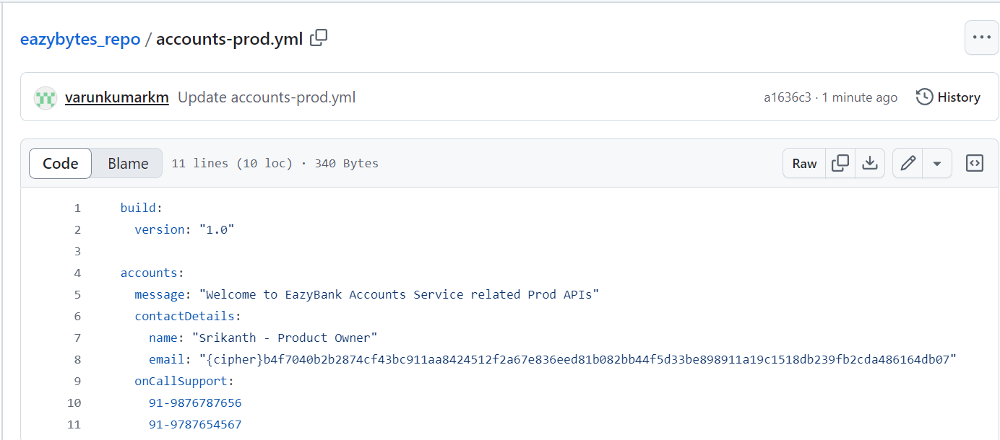 eazybytes_repo / accounts-prod.yml
varunkumarkm Update accounts-prod.yml a1636c3 · 1 minute ago History
Code Blame 11 lines (10 loc) · 340 Bytes Raw
1 build:
2   version: "1.0"
3
4 accounts:
5   message: "Welcome to EazyBank Accounts Service related Prod APIs"
6   contactDetails:
7     name: "Srikanth - Product Owner"
8     email: "{cipher}b4f7040b2b2874cf43bc911aa8424512f2a67e836eed81b082bb44f5d33be898911a19c1518db239fb2cda486164db07"
9   onCallSupport:
10     91-9876787656
11     91-9787654567